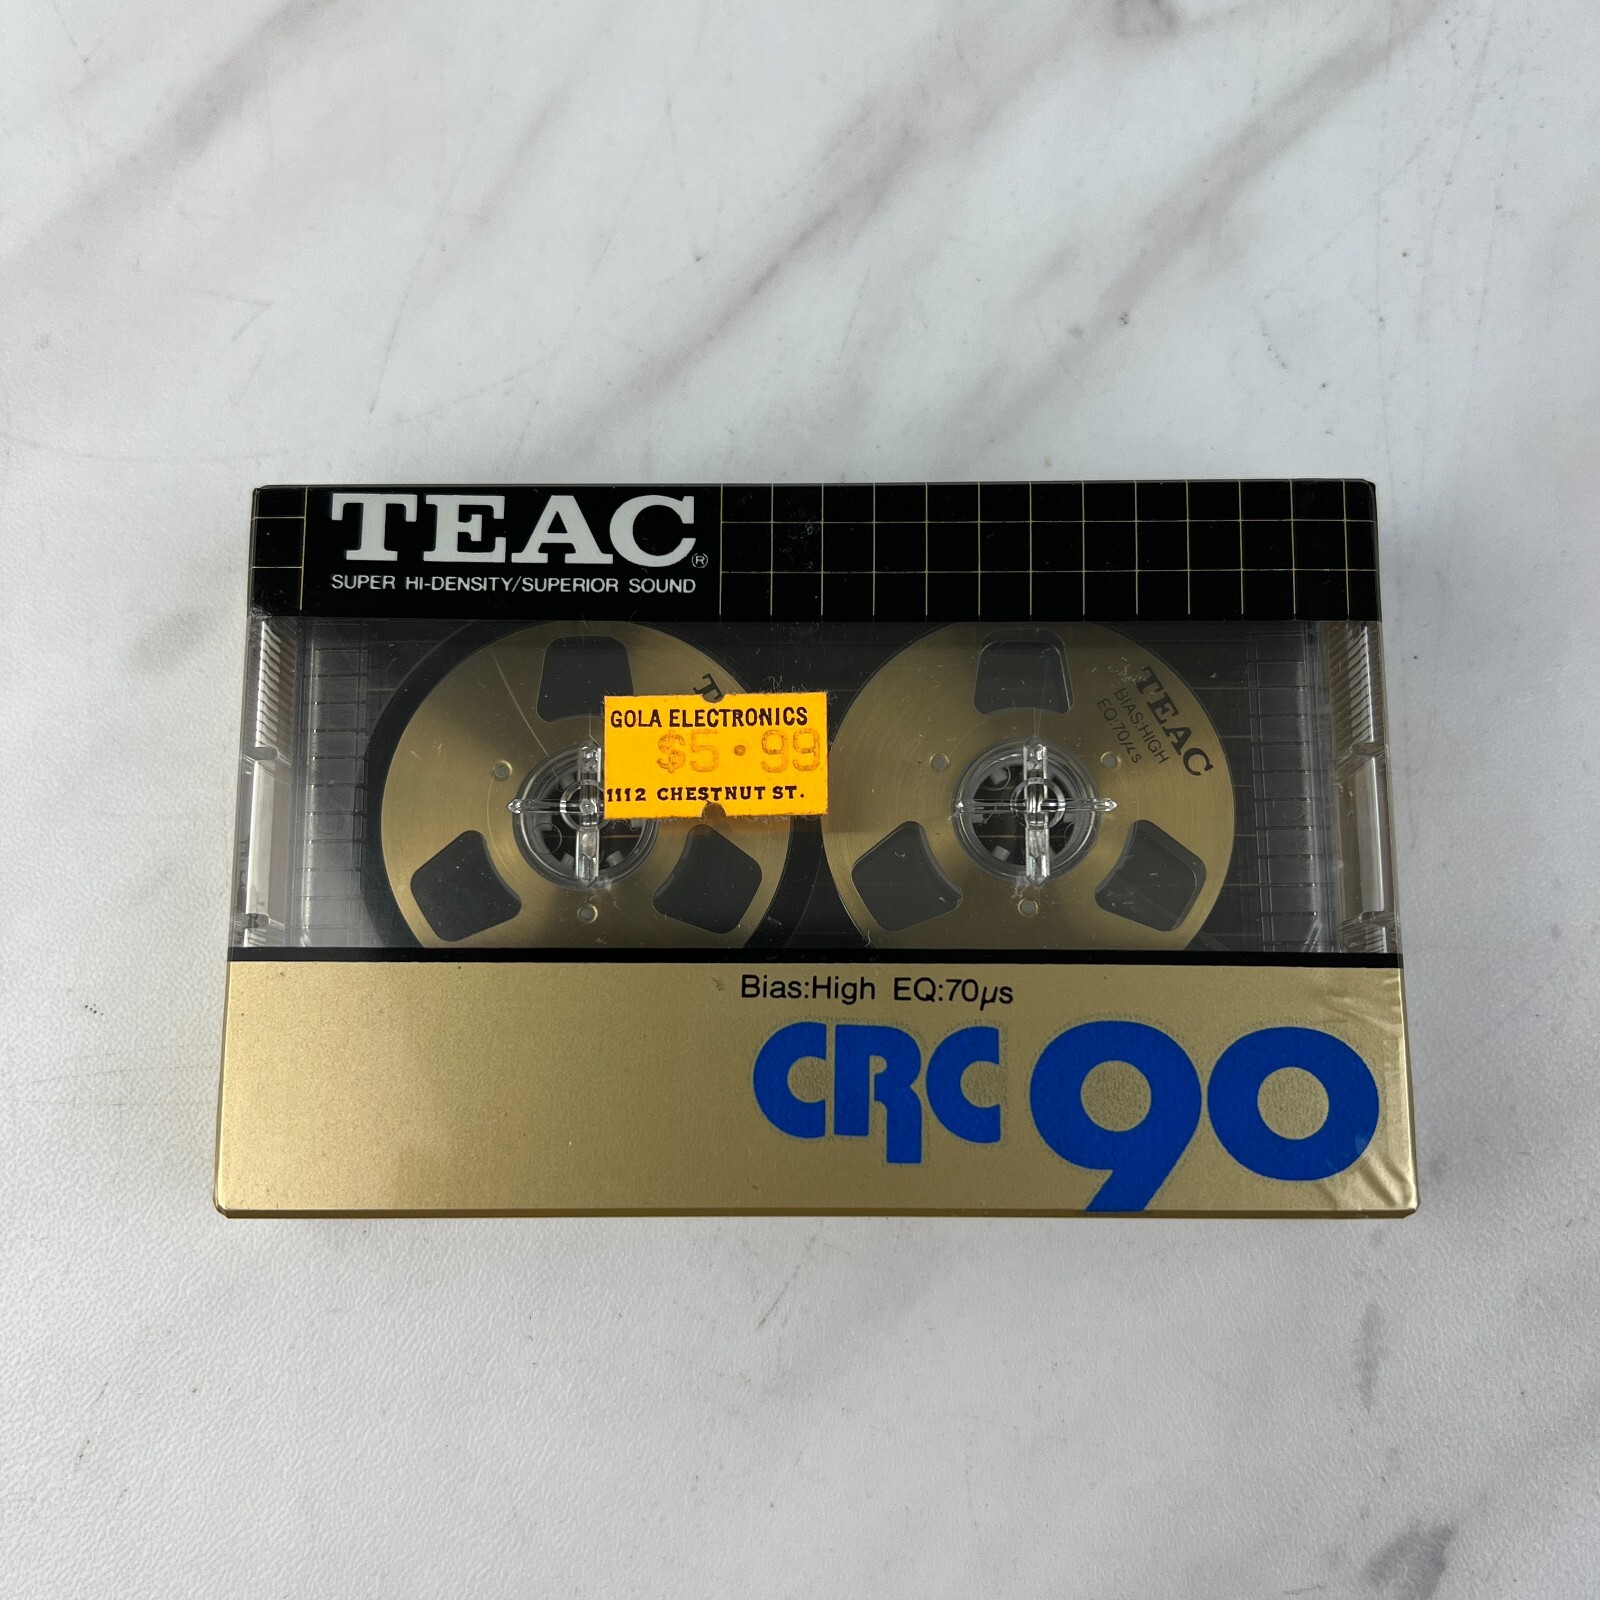 TEAC®
SUPER HI-DENSITY/SUPERIOR SOUND
GOLA ELECTRONICS
$5.99
1112 CHESTNUT ST.
TEAC
BIAS:HIGH
EQ:70μs
Bias:High EQ:70μs
CRC 90